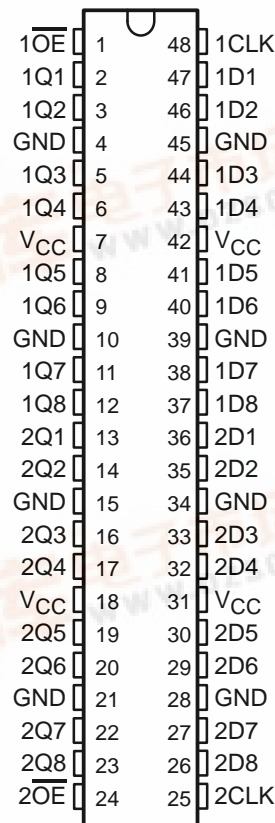 1O̅E̅ 1 48 1CLK
1Q1 2 47 1D1
1Q2 3 46 1D2
GND 4 45 GND
1Q3 5 44 1D3
1Q4 6 43 1D4
VCC 7 42 VCC
1Q5 8 41 1D5
1Q6 9 40 1D6
GND 10 39 GND
1Q7 11 38 1D7
1Q8 12 37 1D8
2Q1 13 36 2D1
2Q2 14 35 2D2
GND 15 34 GND
2Q3 16 33 2D3
2Q4 17 32 2D4
VCC 18 31 VCC
2Q5 19 30 2D5
2Q6 20 29 2D6
GND 21 28 GND
2Q7 22 27 2D7
2Q8 23 26 2D8
2O̅E̅ 24 25 2CLK